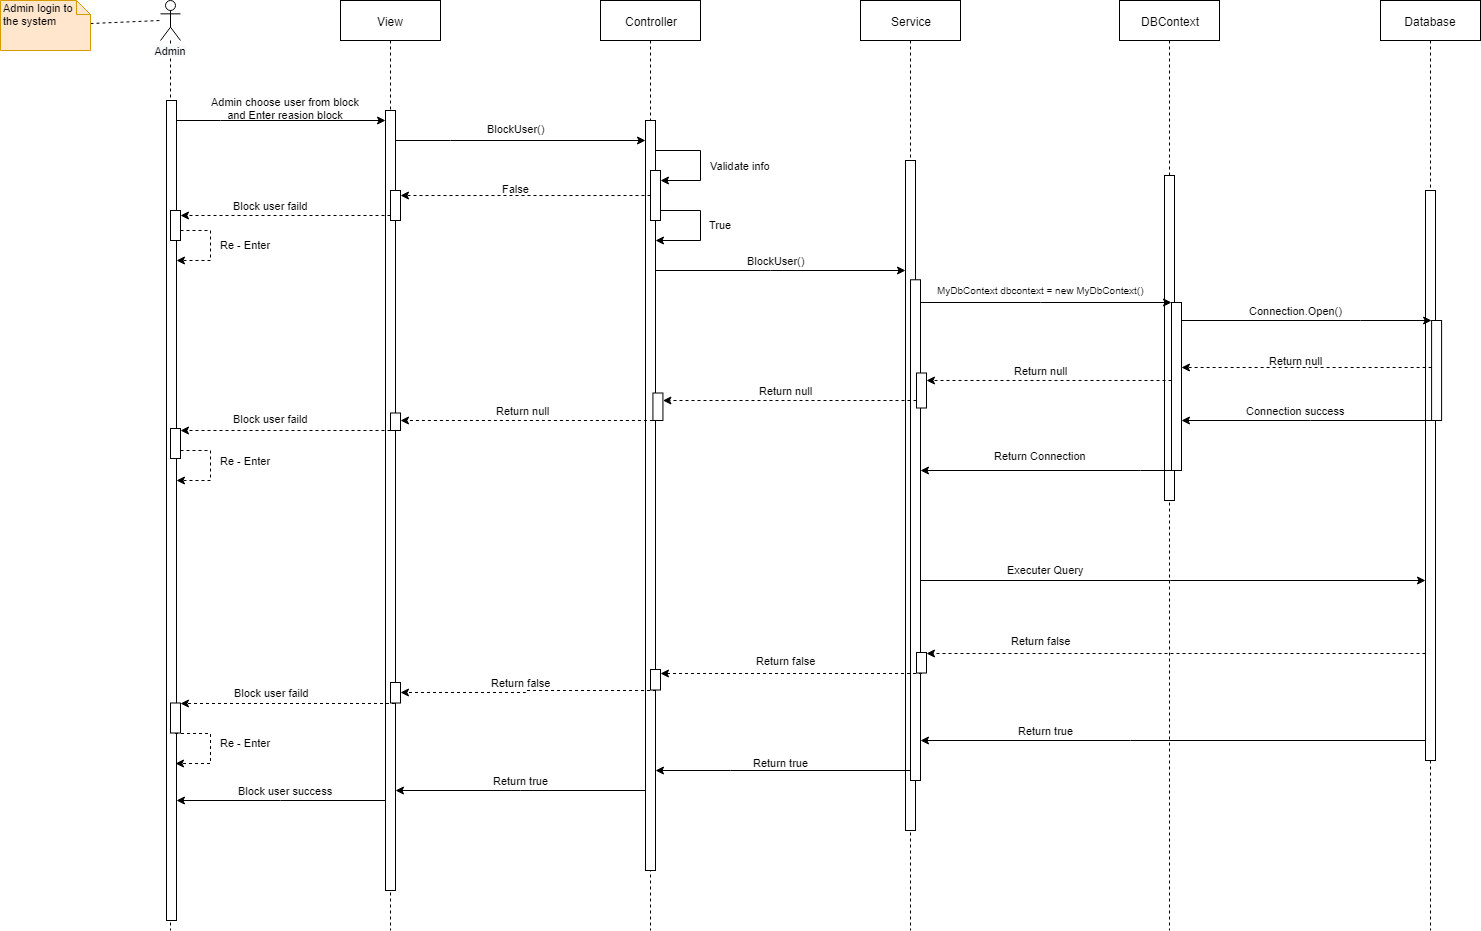 Admin login to
the system
Admin
View
Controller
Service
DBContext
Database
Admin choose user from block
and Enter reasion block
BlockUser()
Validate info
False
Block user faild
True
Re - Enter
BlockUser()
MyDbContext dbcontext = new MyDbContext()
Connection.Open()
Return null
Return null
Return null
Return null
Connection success
Block user faild
Return Connection
Re - Enter
Executer Query
Return false
Return false
Return false
Block user faild
Return true
Re - Enter
Return true
Return true
Block user success